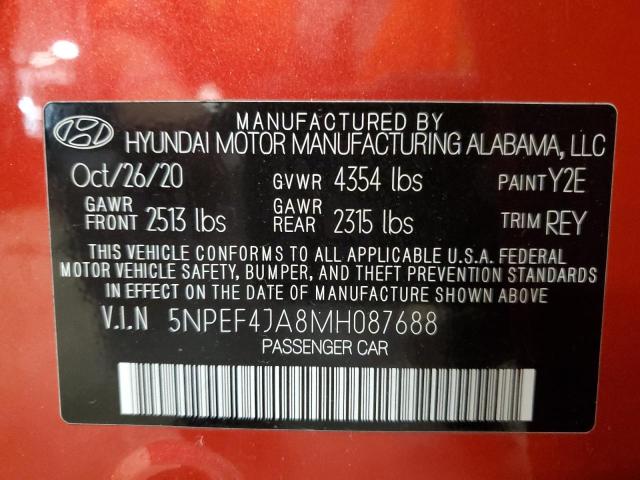 MANUFACTURED BY
HYUNDAI MOTOR MANUFACTURING ALABAMA, LLC
Oct/26/20 GVWR 4354 lbs PAINT Y2E
GAWR FRONT 2513 lbs GAWR REAR 2315 lbs TRIM REY
THIS VEHICLE CONFORMS TO ALL APPLICABLE U.S.A. FEDERAL
MOTOR VEHICLE SAFETY, BUMPER, AND THEFT PREVENTION STANDARDS
IN EFFECT ON THE DATE OF MANUFACTURE SHOWN ABOVE
V.I.N 5NPEF4JA8MH087688
PASSENGER CAR